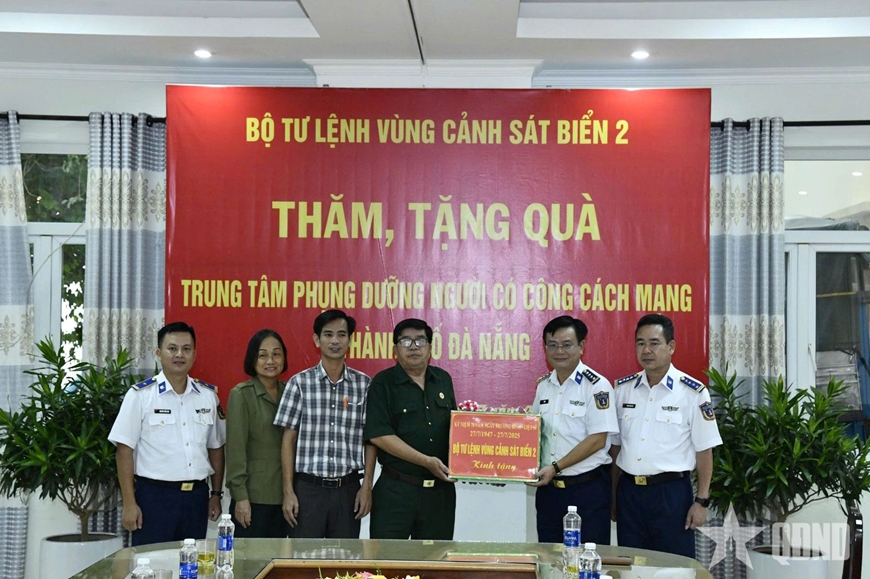 BỘ TƯ LỆNH VÙNG CẢNH SÁT BIỂN 2
THĂM, TẶNG QUÀ
TRUNG TÂM PHỤNG DƯỠNG NGƯỜI CÓ CÔNG CÁCH MẠNG
ĐÀ NẴNG
27/7/1947 - 27/7/2025
BỘ TƯ LỆNH VÙNG CẢNH SÁT BIỂN 2
Kính tặng
QĐND